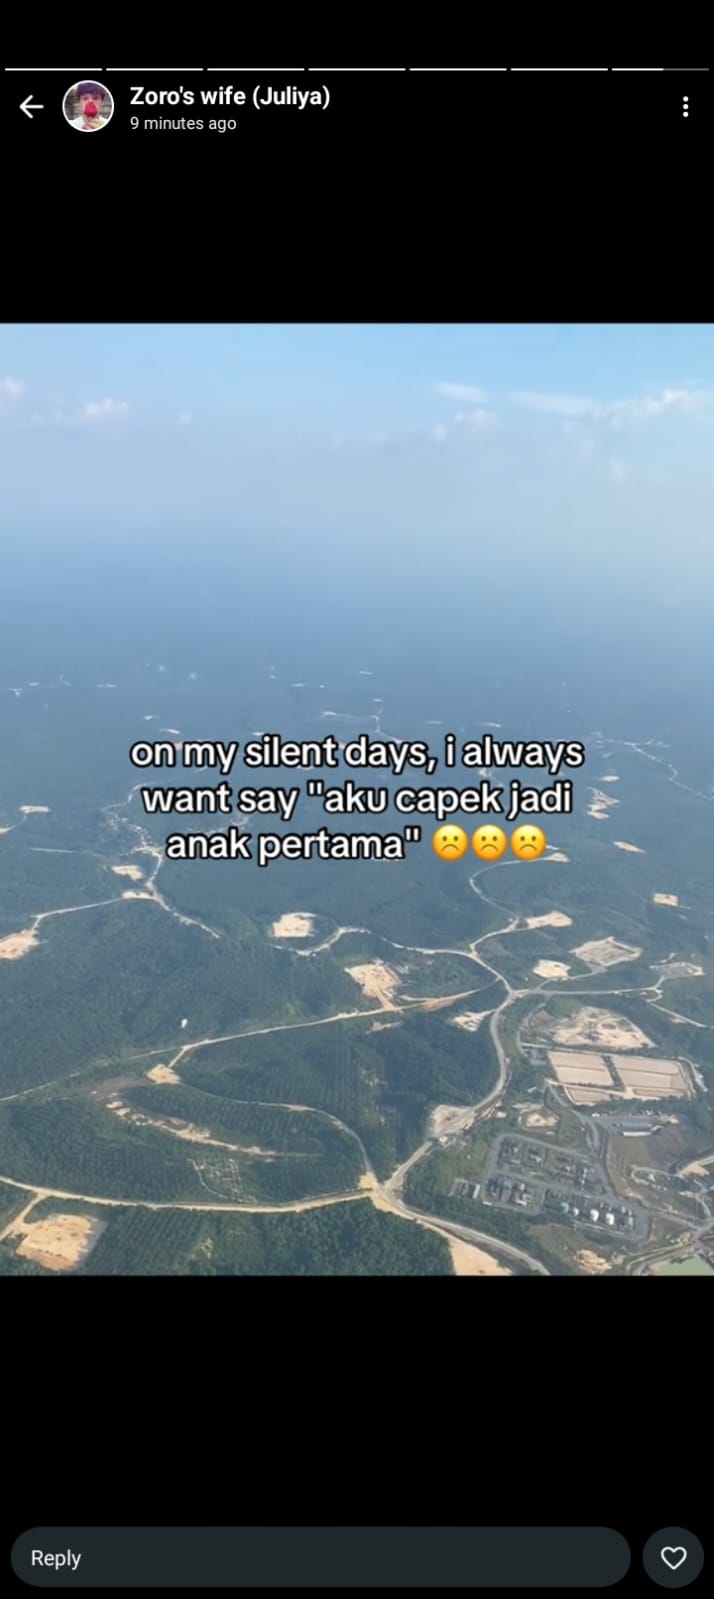 Zoro's wife (Juliya)
9 minutes ago
on my silent days, i always
want say "aku capek jadi
anak pertama" ☹️☹️☹️
Reply